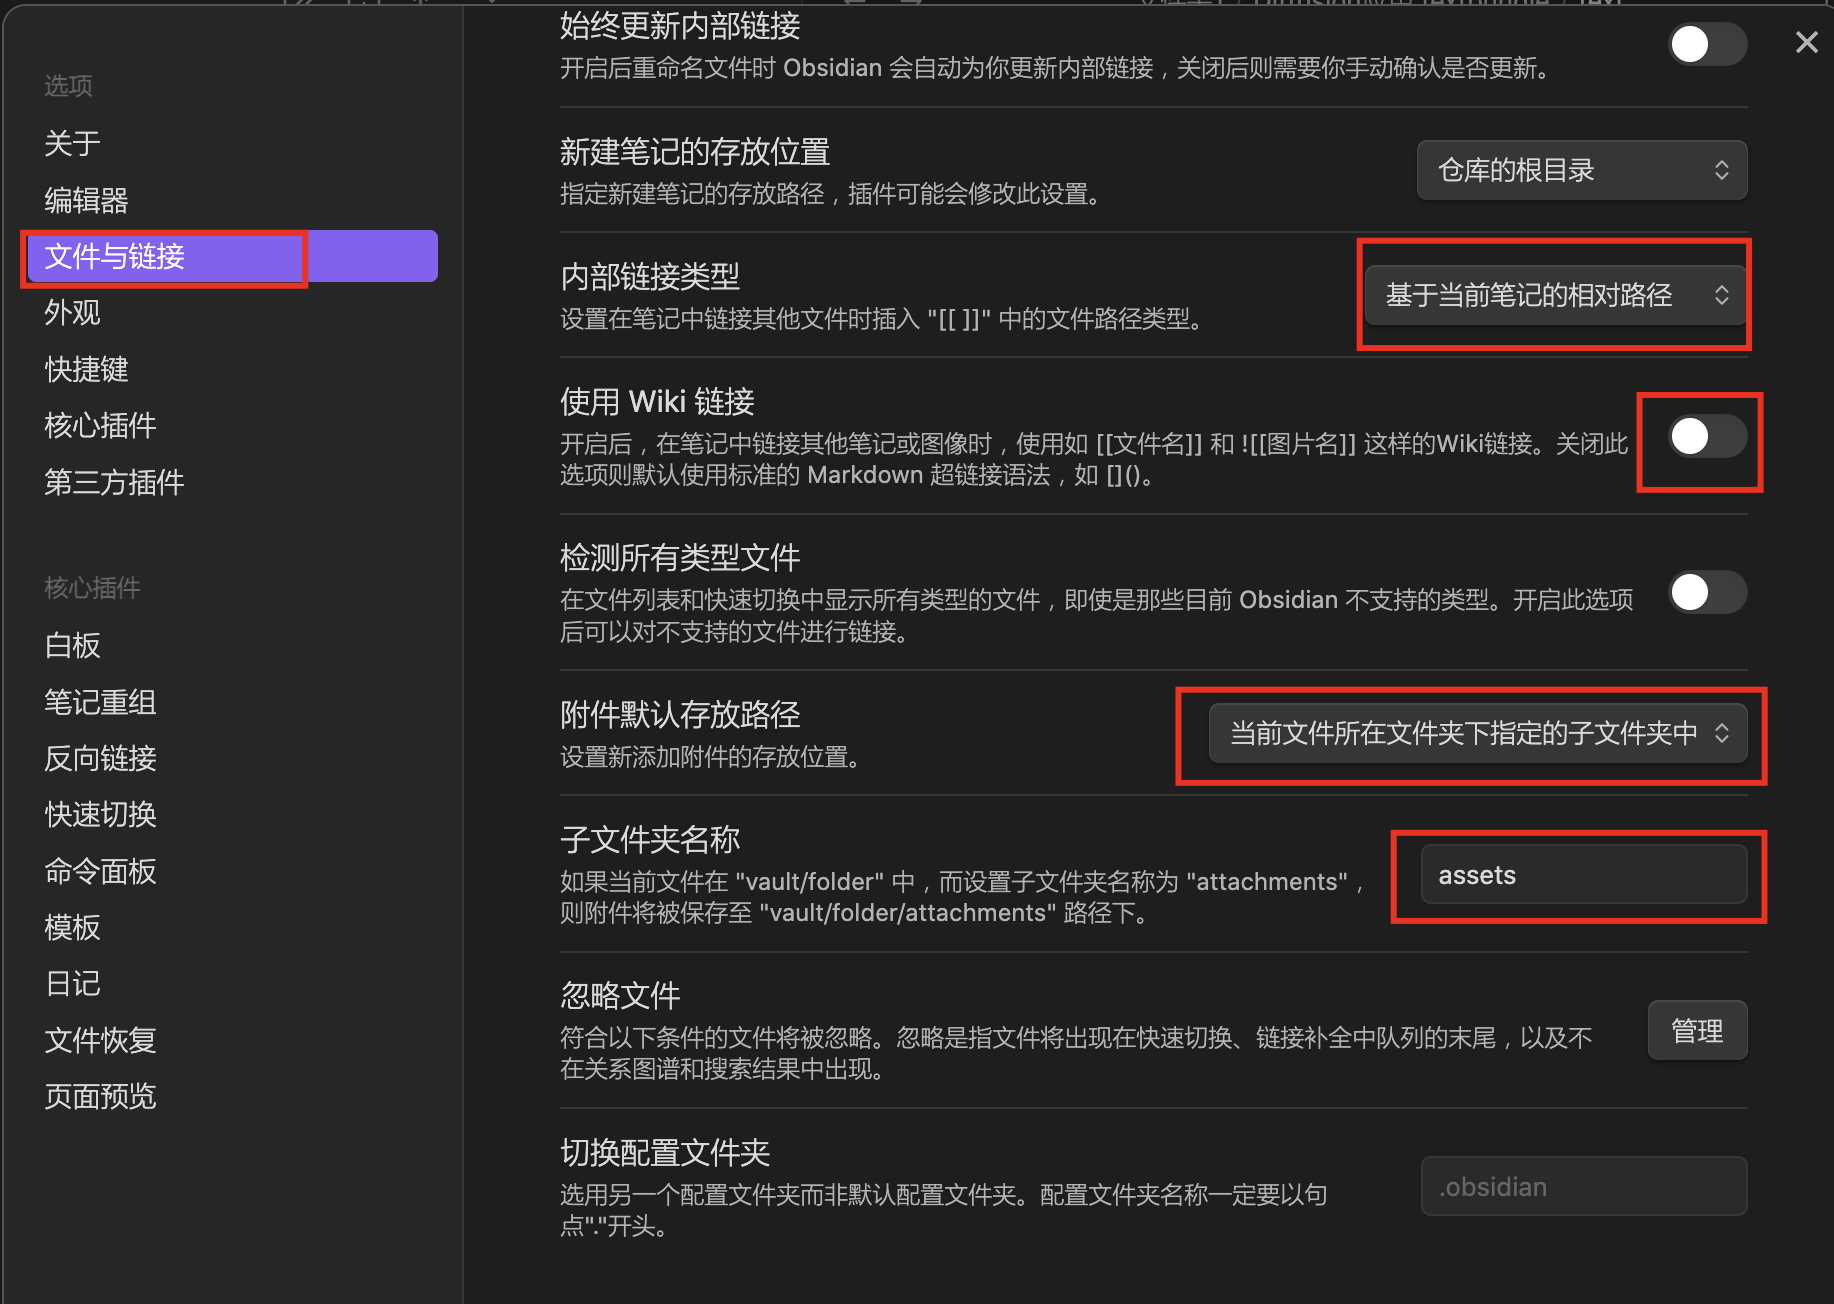 选项
关于
编辑器
文件与链接
外观
快捷键
核心插件
第三方插件
核心插件
白板
笔记重组
反向链接
快速切换
命令面板
模板
日记
文件恢复
页面预览
始终更新内部链接
开启后重命名文件时 Obsidian 会自动为你更新内部链接，关闭后则需要你手动确认是否更新。
新建笔记的存放位置
指定新建笔记的存放路径，插件可能会修改此设置。
仓库的根目录
内部链接类型
设置在笔记中链接其他文件时插入 "[[ ]]" 中的文件路径类型。
基于当前笔记的相对路径
使用 Wiki 链接
开启后，在笔记中链接其他笔记或图像时，使用如 [[文件名]] 和 ![[图片名]] 这样的Wiki链接。关闭此
选项则默认使用标准的 Markdown 超链接语法，如 []()。
检测所有类型文件
在文件列表和快速切换中显示所有类型的文件，即使是那些目前 Obsidian 不支持的类型。开启此选项
后可以对不支持的文件进行链接。
附件默认存放路径
设置新添加附件的存放位置。
当前文件所在文件夹下指定的子文件夹中
子文件夹名称
如果当前文件在 "vault/folder" 中，而设置子文件夹名称为 "attachments"，
则附件将被保存至 "vault/folder/attachments" 路径下。
assets
忽略文件
符合以下条件的文件将被忽略。忽略是指文件将出现在快速切换、链接补全中队列的末尾，以及不
在关系图谱和搜索结果中出现。
管理
切换配置文件夹
选用另一个配置文件夹而非默认配置文件夹。配置文件夹名称一定要以句
点"."开头。
.obsidian